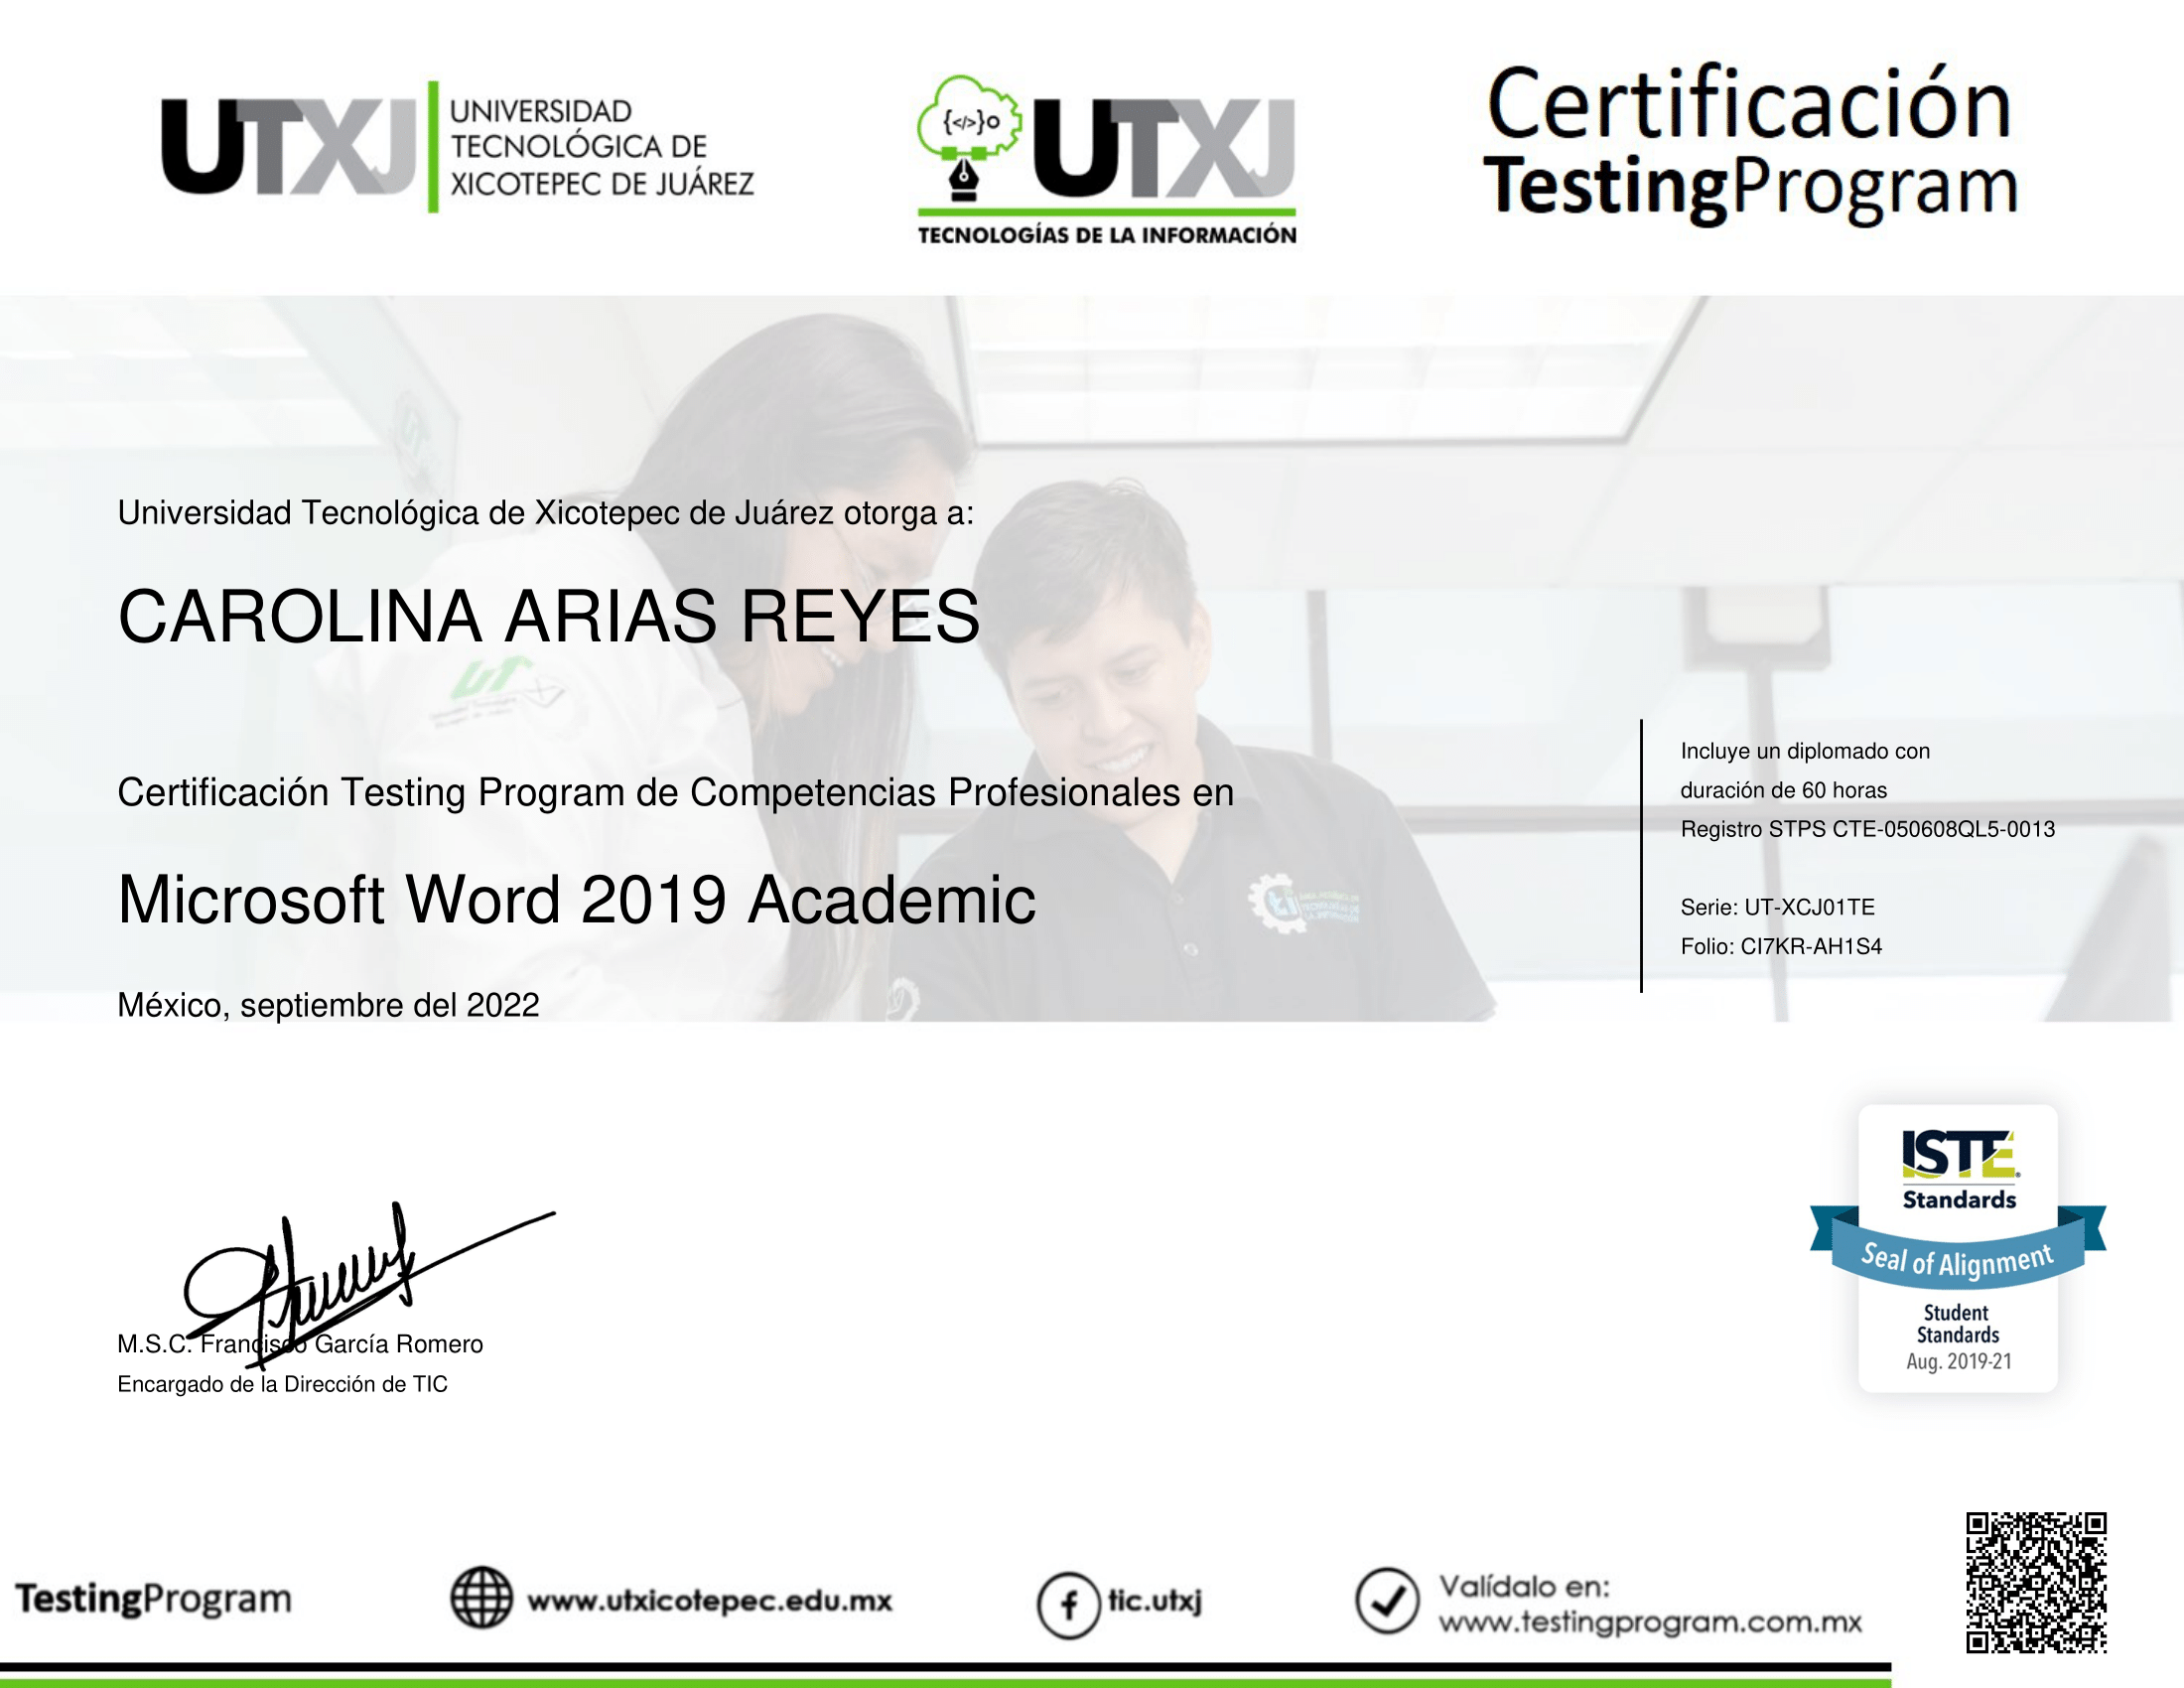 UTXJ
UNIVERSIDAD
TECNOLÓGICA DE
XICOTEPEC DE JUÁREZ
{</>}
UTXJ
TECNOLOGÍAS DE LA INFORMACIÓN
Certificación
TestingProgram
Universidad Tecnológica de Xicotepec de Juárez otorga a:
CAROLINA ARIAS REYES
Certificación Testing Program de Competencias Profesionales en
Microsoft Word 2019 Academic
México, septiembre del 2022
Incluye un diplomado con
duración de 60 horas
Registro STPS CTE-050608QL5-0013
Serie: UT-XCJ01TE
Folio: CI7KR-AH1S4
M.S.C. Francisco García Romero
Encargado de la Dirección de TIC
ISTE®
Standards
Seal of Alignment
Student
Standards
Aug. 2019-21
TestingProgram
www.utxicotepec.edu.mx
f tic.utxj
Valídalo en:
www.testingprogram.com.mx